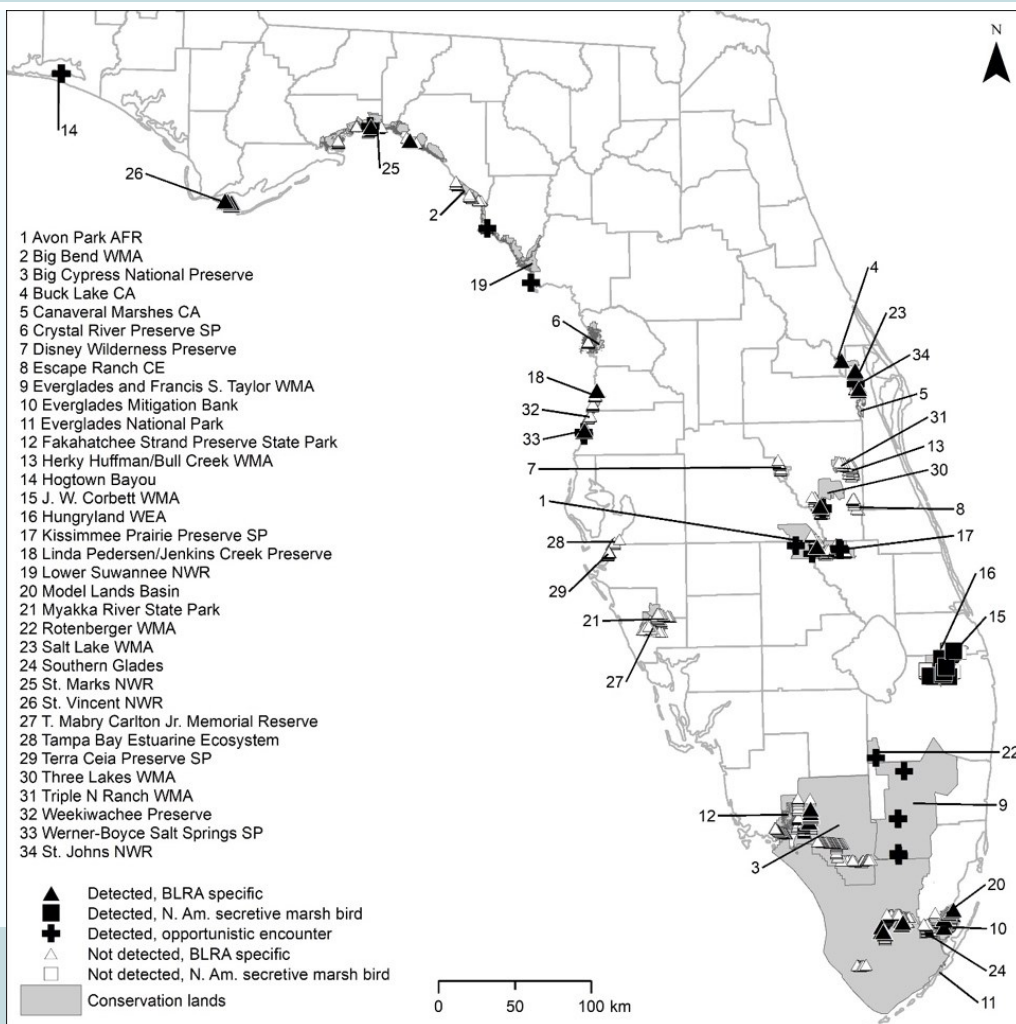 N
14
26
25
2
19
4
23
6
34
18
5
32
31
33
13
7
30
1
8
28
17
29
16
15
21
27
22
12
9
3
20
10
24
11
1 Avon Park AFR
2 Big Bend WMA
3 Big Cypress National Preserve
4 Buck Lake CA
5 Canaveral Marshes CA
6 Crystal River Preserve SP
7 Disney Wilderness Preserve
8 Escape Ranch CE
9 Everglades and Francis S. Taylor WMA
10 Everglades Mitigation Bank
11 Everglades National Park
12 Fakahatchee Strand Preserve State Park
13 Herky Huffman/Bull Creek WMA
14 Hogtown Bayou
15 J. W. Corbett WMA
16 Hungryland WEA
17 Kissimmee Prairie Preserve SP
18 Linda Pedersen/Jenkins Creek Preserve
19 Lower Suwannee NWR
20 Model Lands Basin
21 Myakka River State Park
22 Rotenberger WMA
23 Salt Lake WMA
24 Southern Glades
25 St. Marks NWR
26 St. Vincent NWR
27 T. Mabry Carlton Jr. Memorial Reserve
28 Tampa Bay Estuarine Ecosystem
29 Terra Ceia Preserve SP
30 Three Lakes WMA
31 Triple N Ranch WMA
32 Weekiwachee Preserve
33 Werner-Boyce Salt Springs SP
34 St. Johns NWR
Detected, BLRA specific
Detected, N. Am. secretive marsh bird
Detected, opportunistic encounter
Not detected, BLRA specific
Not detected, N. Am. secretive marsh bird
Conservation lands
0 50 100 km